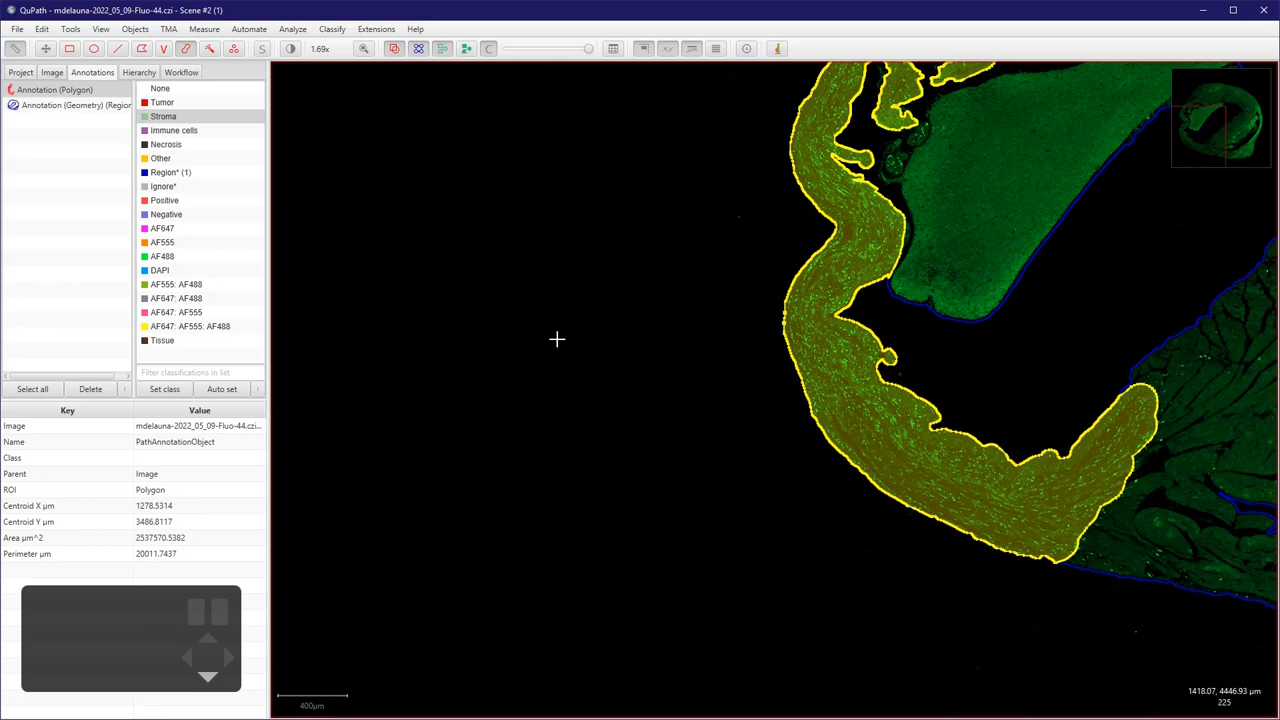 QuPath - mdelauna-2022_05_09-Fluo-44.czi - Scene #2 (1)
File Edit Tools View Objects TMA Measure Automate Analyze Classify Extensions Help
1.69x
S
C
Project Image Annotations Hierarchy Workflow
Annotation (Polygon)
Annotation (Geometry) (Region
None
Tumor
Stroma
Immune cells
Necrosis
Other
Region* (1)
Ignore*
Positive
Negative
AF647
AF555
AF488
DAPI
AF555: AF488
AF647: AF488
AF647: AF555
AF647: AF555: AF488
Tissue
Filter classifications in list
Select all Delete Set class Auto set
Key Value
Image mdelauna-2022_05_09-Fluo-44.czi...
Name PathAnnotationObject
Class
Parent Image
ROI Polygon
Centroid X µm 1278.5314
Centroid Y µm 3486.8117
Area µm^2 2537570.5382
Perimeter µm 20011.7437
400µm
1418.07, 4446.93 µm
225